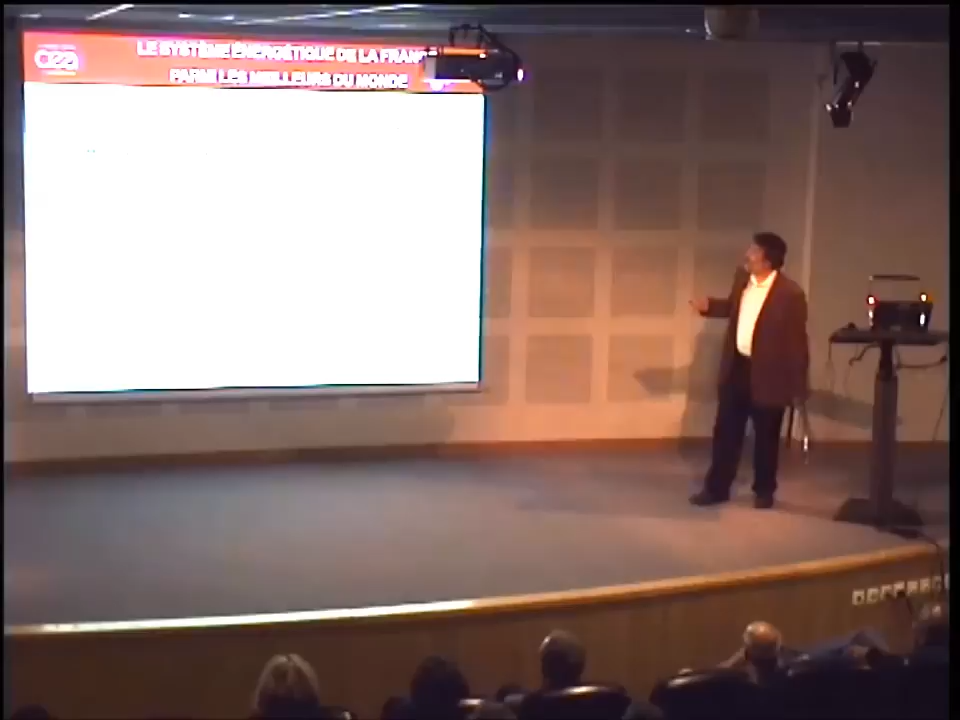 cea
LE SYSTÈME ÉNERGÉTIQUE DE LA FRAN
PARMI LES MEILLEURS DU MONDE